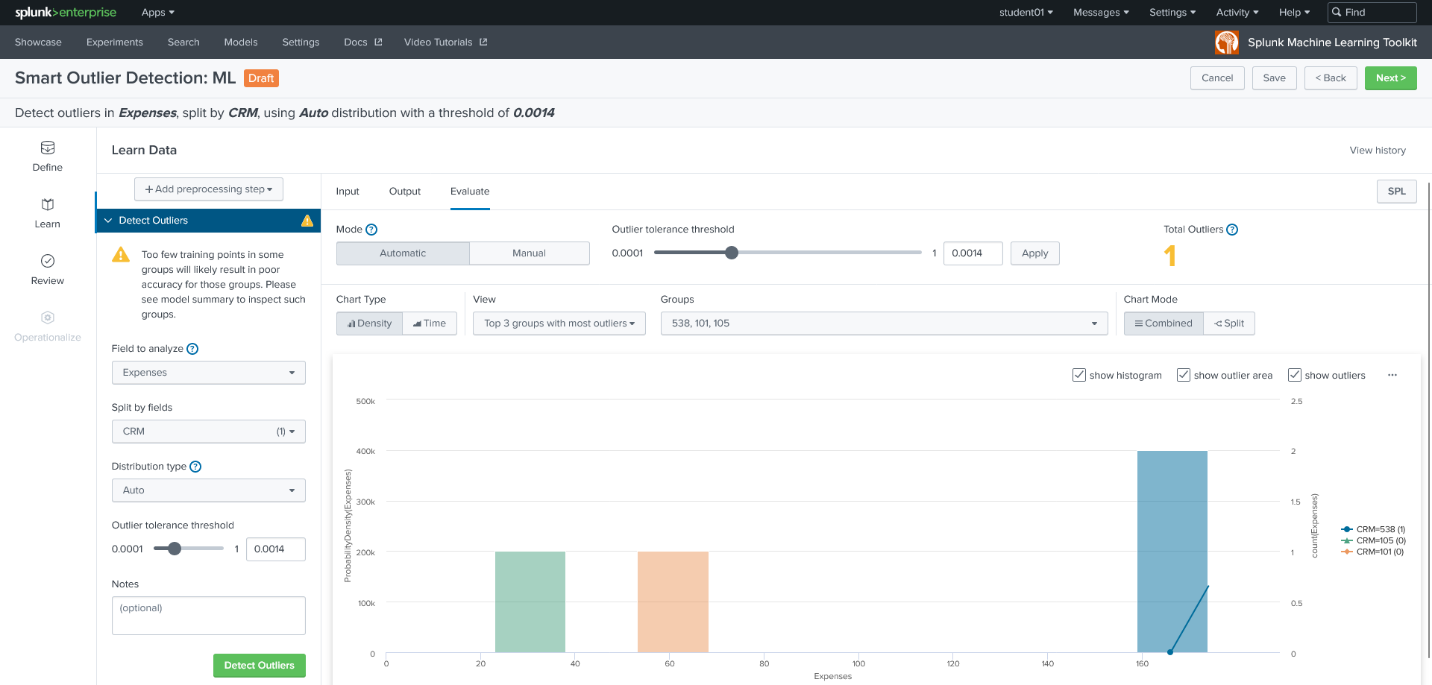 splunk>enterprise Apps student01 Messages Settings Activity Help Find
Showcase Experiments Search Models Settings Docs Video Tutorials Splunk Machine Learning Toolkit
Smart Outlier Detection: ML Draft Cancel Save < Back Next >
Detect outliers in Expenses, split by CRM, using Auto distribution with a threshold of 0.0014
Define
Learn
Review
Operationalize
Learn Data View history
+ Add preprocessing step
Detect Outliers
Too few training points in some
groups will likely result in poor
accuracy for those groups. Please
see model summary to inspect such
groups.
Field to analyze ?
Expenses
Split by fields
CRM (1)
Distribution type ?
Auto
Outlier tolerance threshold
0.0001 1 0.0014
Notes
(optional)
Detect Outliers
Input Output Evaluate SPL
Mode ? Outlier tolerance threshold Total Outliers ?
Automatic Manual 0.0001 1 0.0014 Apply 1
Chart Type View Groups Chart Mode
Density Time Top 3 groups with most outliers 538, 101, 105 Combined Split
show histogram show outlier area show outliers ...
500k 2.5
400k 2
300k 1.5
200k 1
100k 0.5
0 0
ProbabilityDensity(Expenses)
count(Expenses)
0 20 40 60 80 100 120 140 160
Expenses
CRM=538 (1)
CRM=105 (0)
CRM=101 (0)